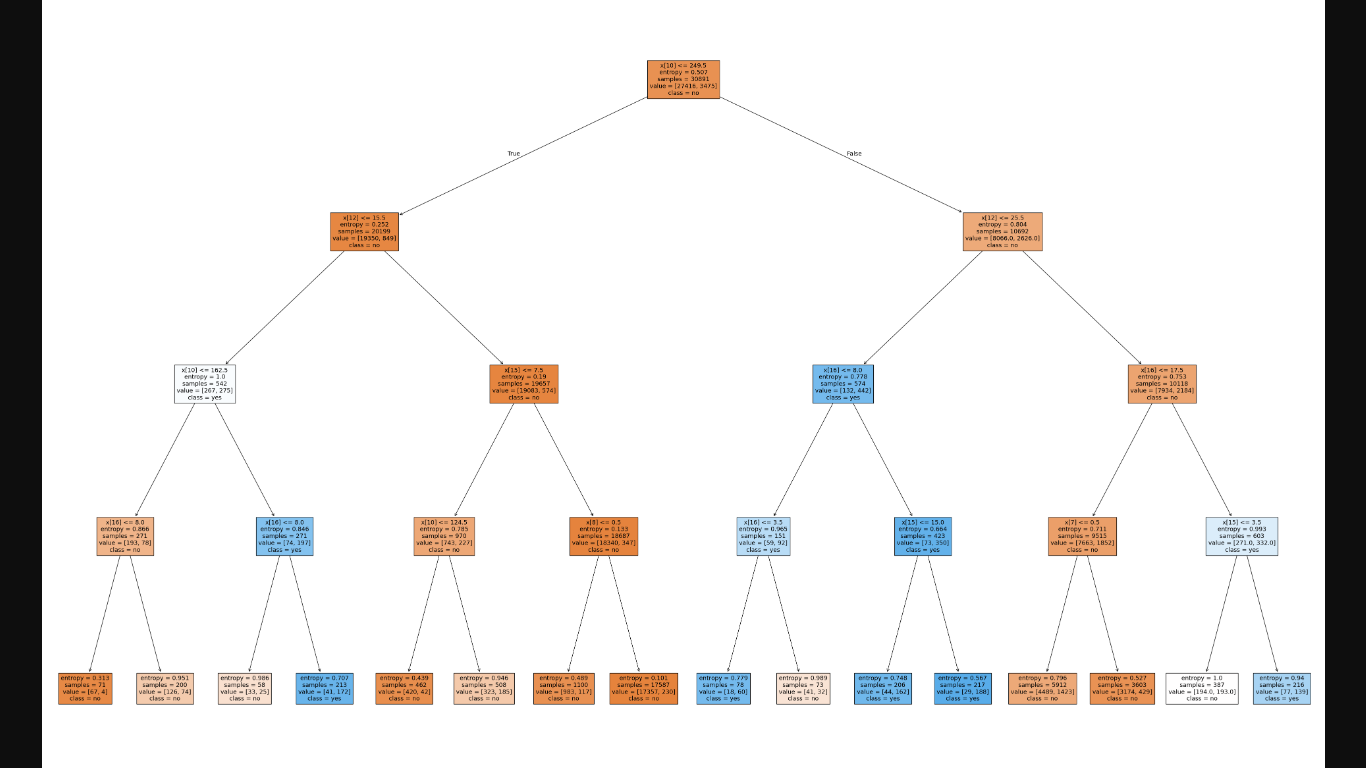 x[10] <= 249.5
entropy = 0.507
samples = 30891
value = [27416, 3475]
class = no
True
False
x[12] <= 15.5
entropy = 0.252
samples = 20199
value = [19350, 849]
class = no
x[12] <= 25.5
entropy = 0.804
samples = 10692
value = [8066.0, 2626.0]
class = no
x[10] <= 162.5
entropy = 1.0
samples = 542
value = [267, 275]
class = yes
x[15] <= 7.5
entropy = 0.19
samples = 19657
value = [19083, 574]
class = no
x[16] <= 8.0
entropy = 0.778
samples = 574
value = [132, 442]
class = yes
x[16] <= 17.5
entropy = 0.753
samples = 10118
value = [7934, 2184]
class = no
x[16] <= 8.0
entropy = 0.866
samples = 271
value = [193, 78]
class = no
x[16] <= 8.0
entropy = 0.846
samples = 271
value = [74, 197]
class = yes
x[10] <= 124.5
entropy = 0.785
samples = 970
value = [743, 227]
class = no
x[8] <= 0.5
entropy = 0.133
samples = 18687
value = [18340, 347]
class = no
x[16] <= 3.5
entropy = 0.965
samples = 151
value = [59, 92]
class = yes
x[15] <= 15.0
entropy = 0.664
samples = 423
value = [73, 350]
class = yes
x[7] <= 0.5
entropy = 0.711
samples = 9515
value = [7663, 1852]
class = no
x[15] <= 3.5
entropy = 0.993
samples = 603
value = [271.0, 332.0]
class = yes
entropy = 0.313
samples = 71
value = [67, 4]
class = no
entropy = 0.951
samples = 200
value = [126, 74]
class = no
entropy = 0.986
samples = 58
value = [33, 25]
class = no
entropy = 0.707
samples = 213
value = [41, 172]
class = yes
entropy = 0.439
samples = 462
value = [420, 42]
class = no
entropy = 0.946
samples = 508
value = [323, 185]
class = no
entropy = 0.489
samples = 1100
value = [983, 117]
class = no
entropy = 0.101
samples = 17587
value = [17357, 230]
class = no
entropy = 0.779
samples = 78
value = [18, 60]
class = yes
entropy = 0.989
samples = 73
value = [41, 32]
class = no
entropy = 0.748
samples = 206
value = [44, 162]
class = yes
entropy = 0.567
samples = 217
value = [29, 188]
class = yes
entropy = 0.796
samples = 5912
value = [4489, 1423]
class = no
entropy = 0.527
samples = 3603
value = [3174, 429]
class = no
entropy = 1.0
samples = 387
value = [194.0, 193.0]
class = no
entropy = 0.94
samples = 216
value = [77, 139]
class = yes